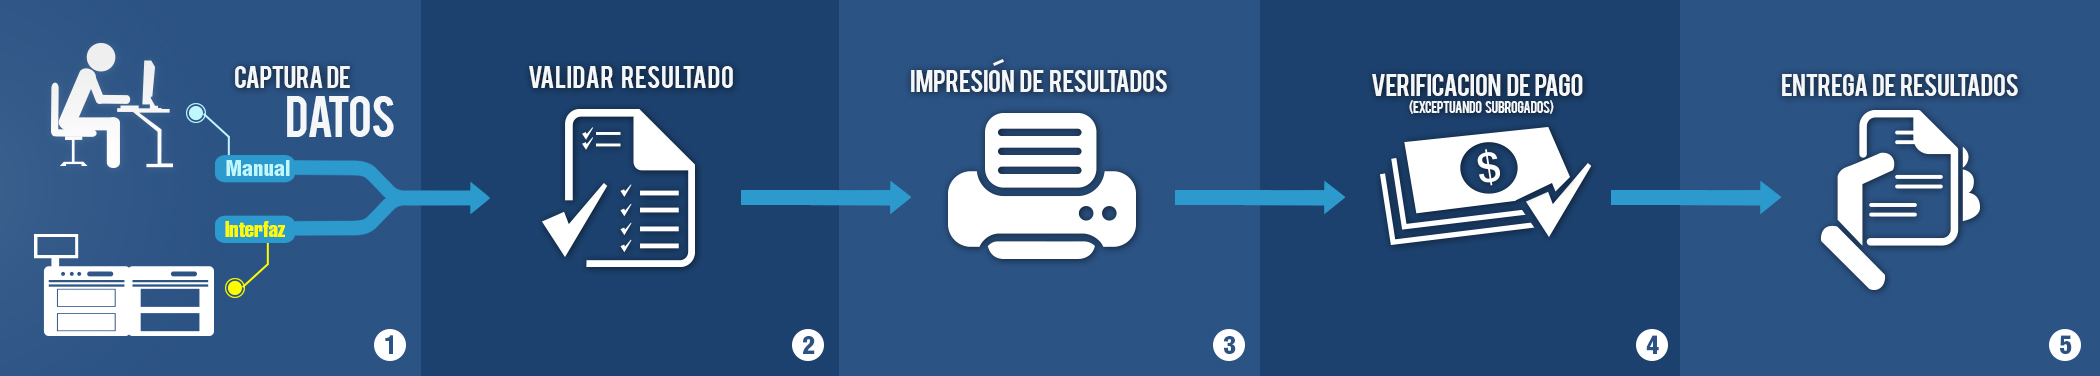 CAPTURA DE
DATOS
Manual
Interfaz
1
VALIDAR RESULTADO
2
IMPRESIÓN DE RESULTADOS
3
VERIFICACION DE PAGO
(EXCEPTUANDO SUBROGADOS)
$
4
ENTREGA DE RESULTADOS
5